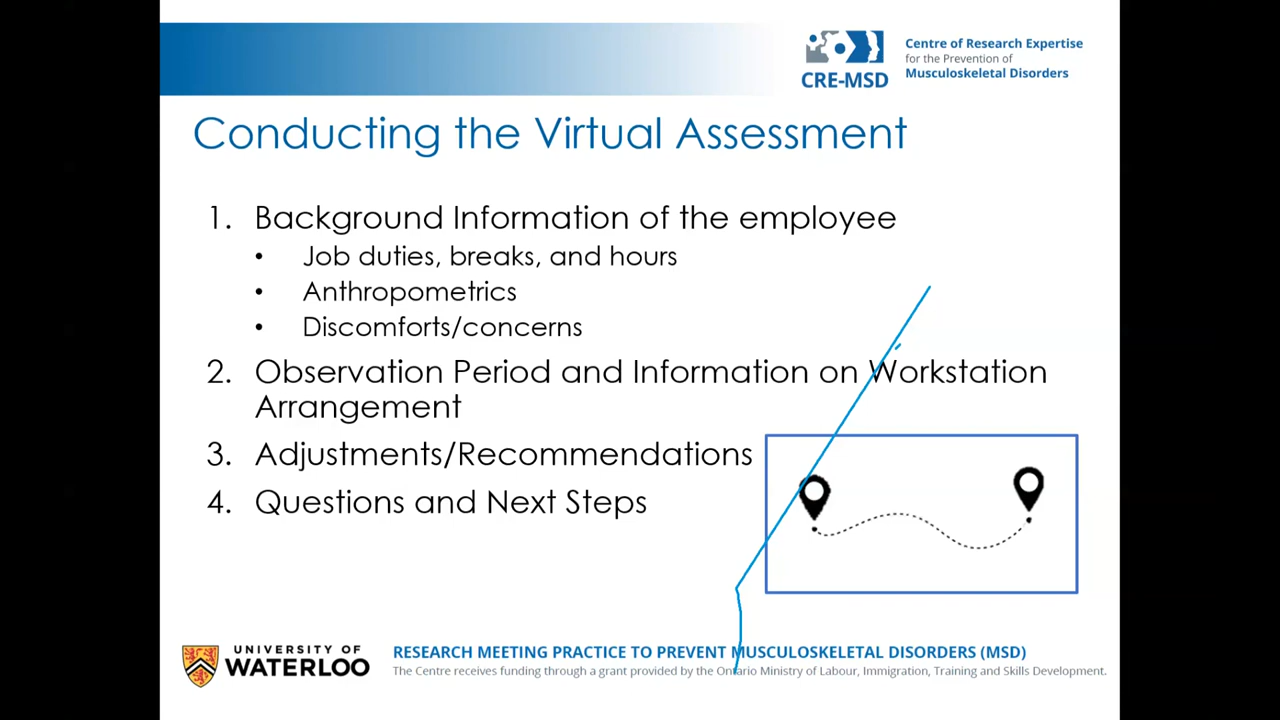 CRE-MSD
Centre of Research Expertise
for the Prevention of
Musculoskeletal Disorders
Conducting the Virtual Assessment
1. Background Information of the employee
• Job duties, breaks, and hours
• Anthropometrics
• Discomforts/concerns
2. Observation Period and Information on Workstation
Arrangement
3. Adjustments/Recommendations
4. Questions and Next Steps
UNIVERSITY OF
WATERLOO
RESEARCH MEETING PRACTICE TO PREVENT MUSCULOSKELETAL DISORDERS (MSD)
The Centre receives funding through a grant provided by the Ontario Ministry of Labour, Immigration, Training and Skills Development.